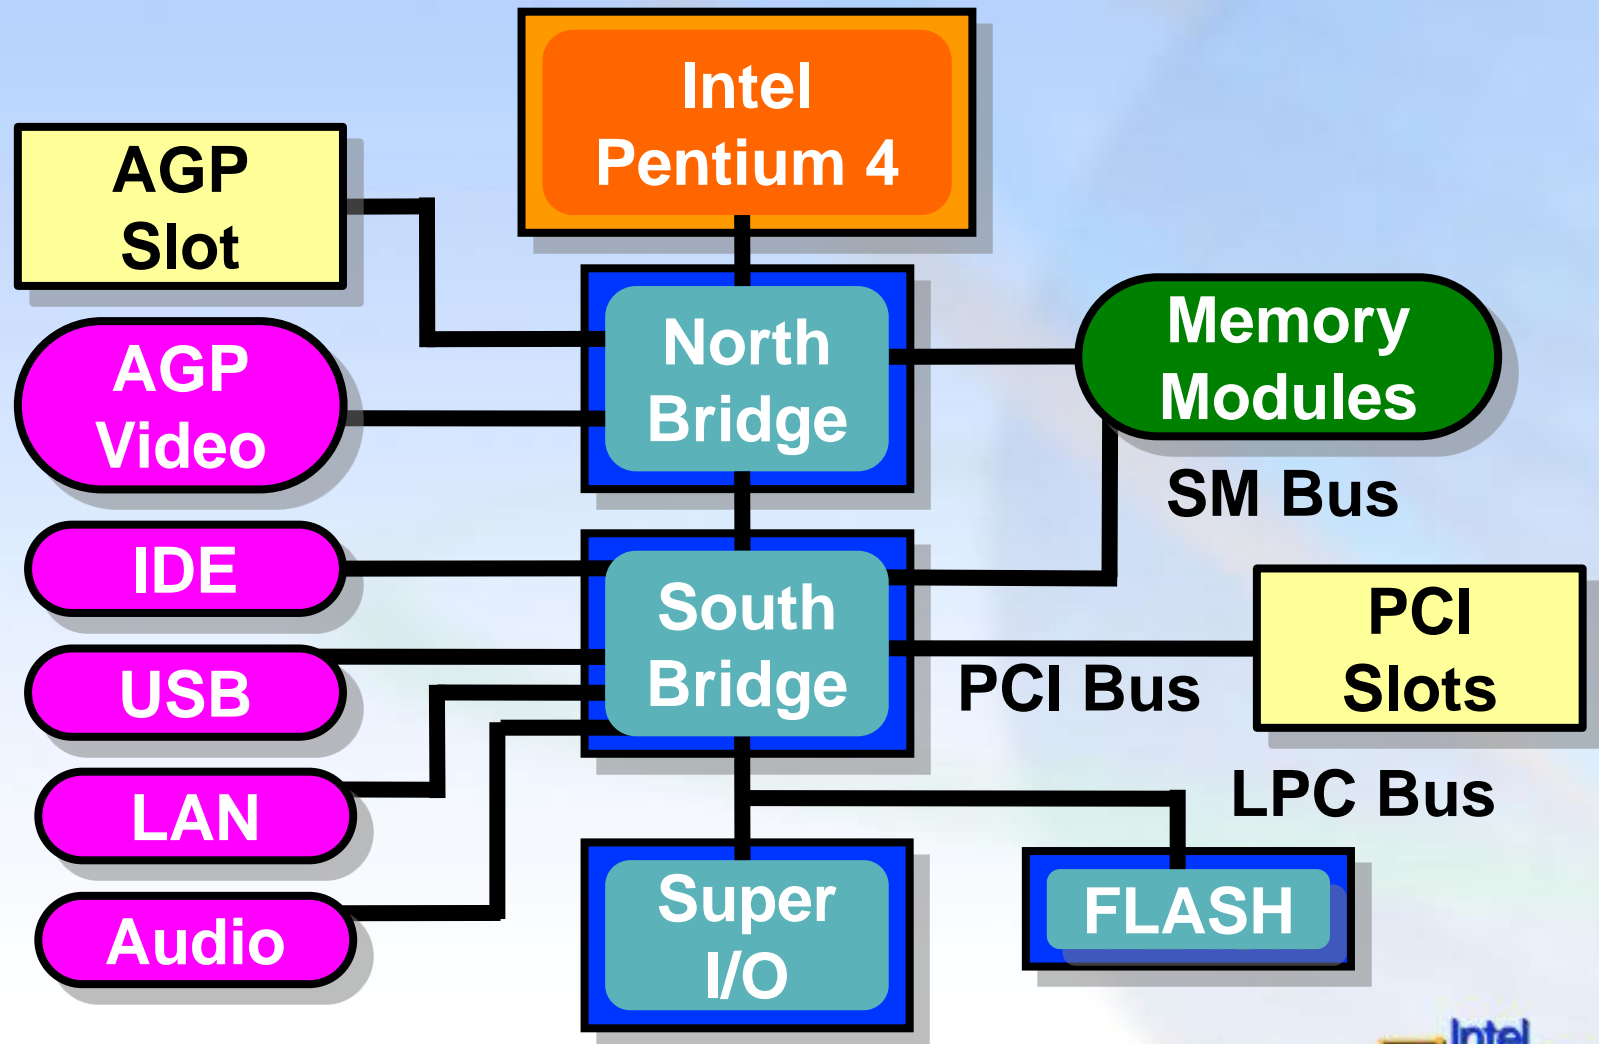 Intel
Pentium 4
AGP
Slot
North
Bridge
Memory
Modules
AGP
Video
SM Bus
IDE
South
Bridge
PCI
Slots
USB
PCI Bus
LAN
LPC Bus
Super
I/O
FLASH
Audio
Intel